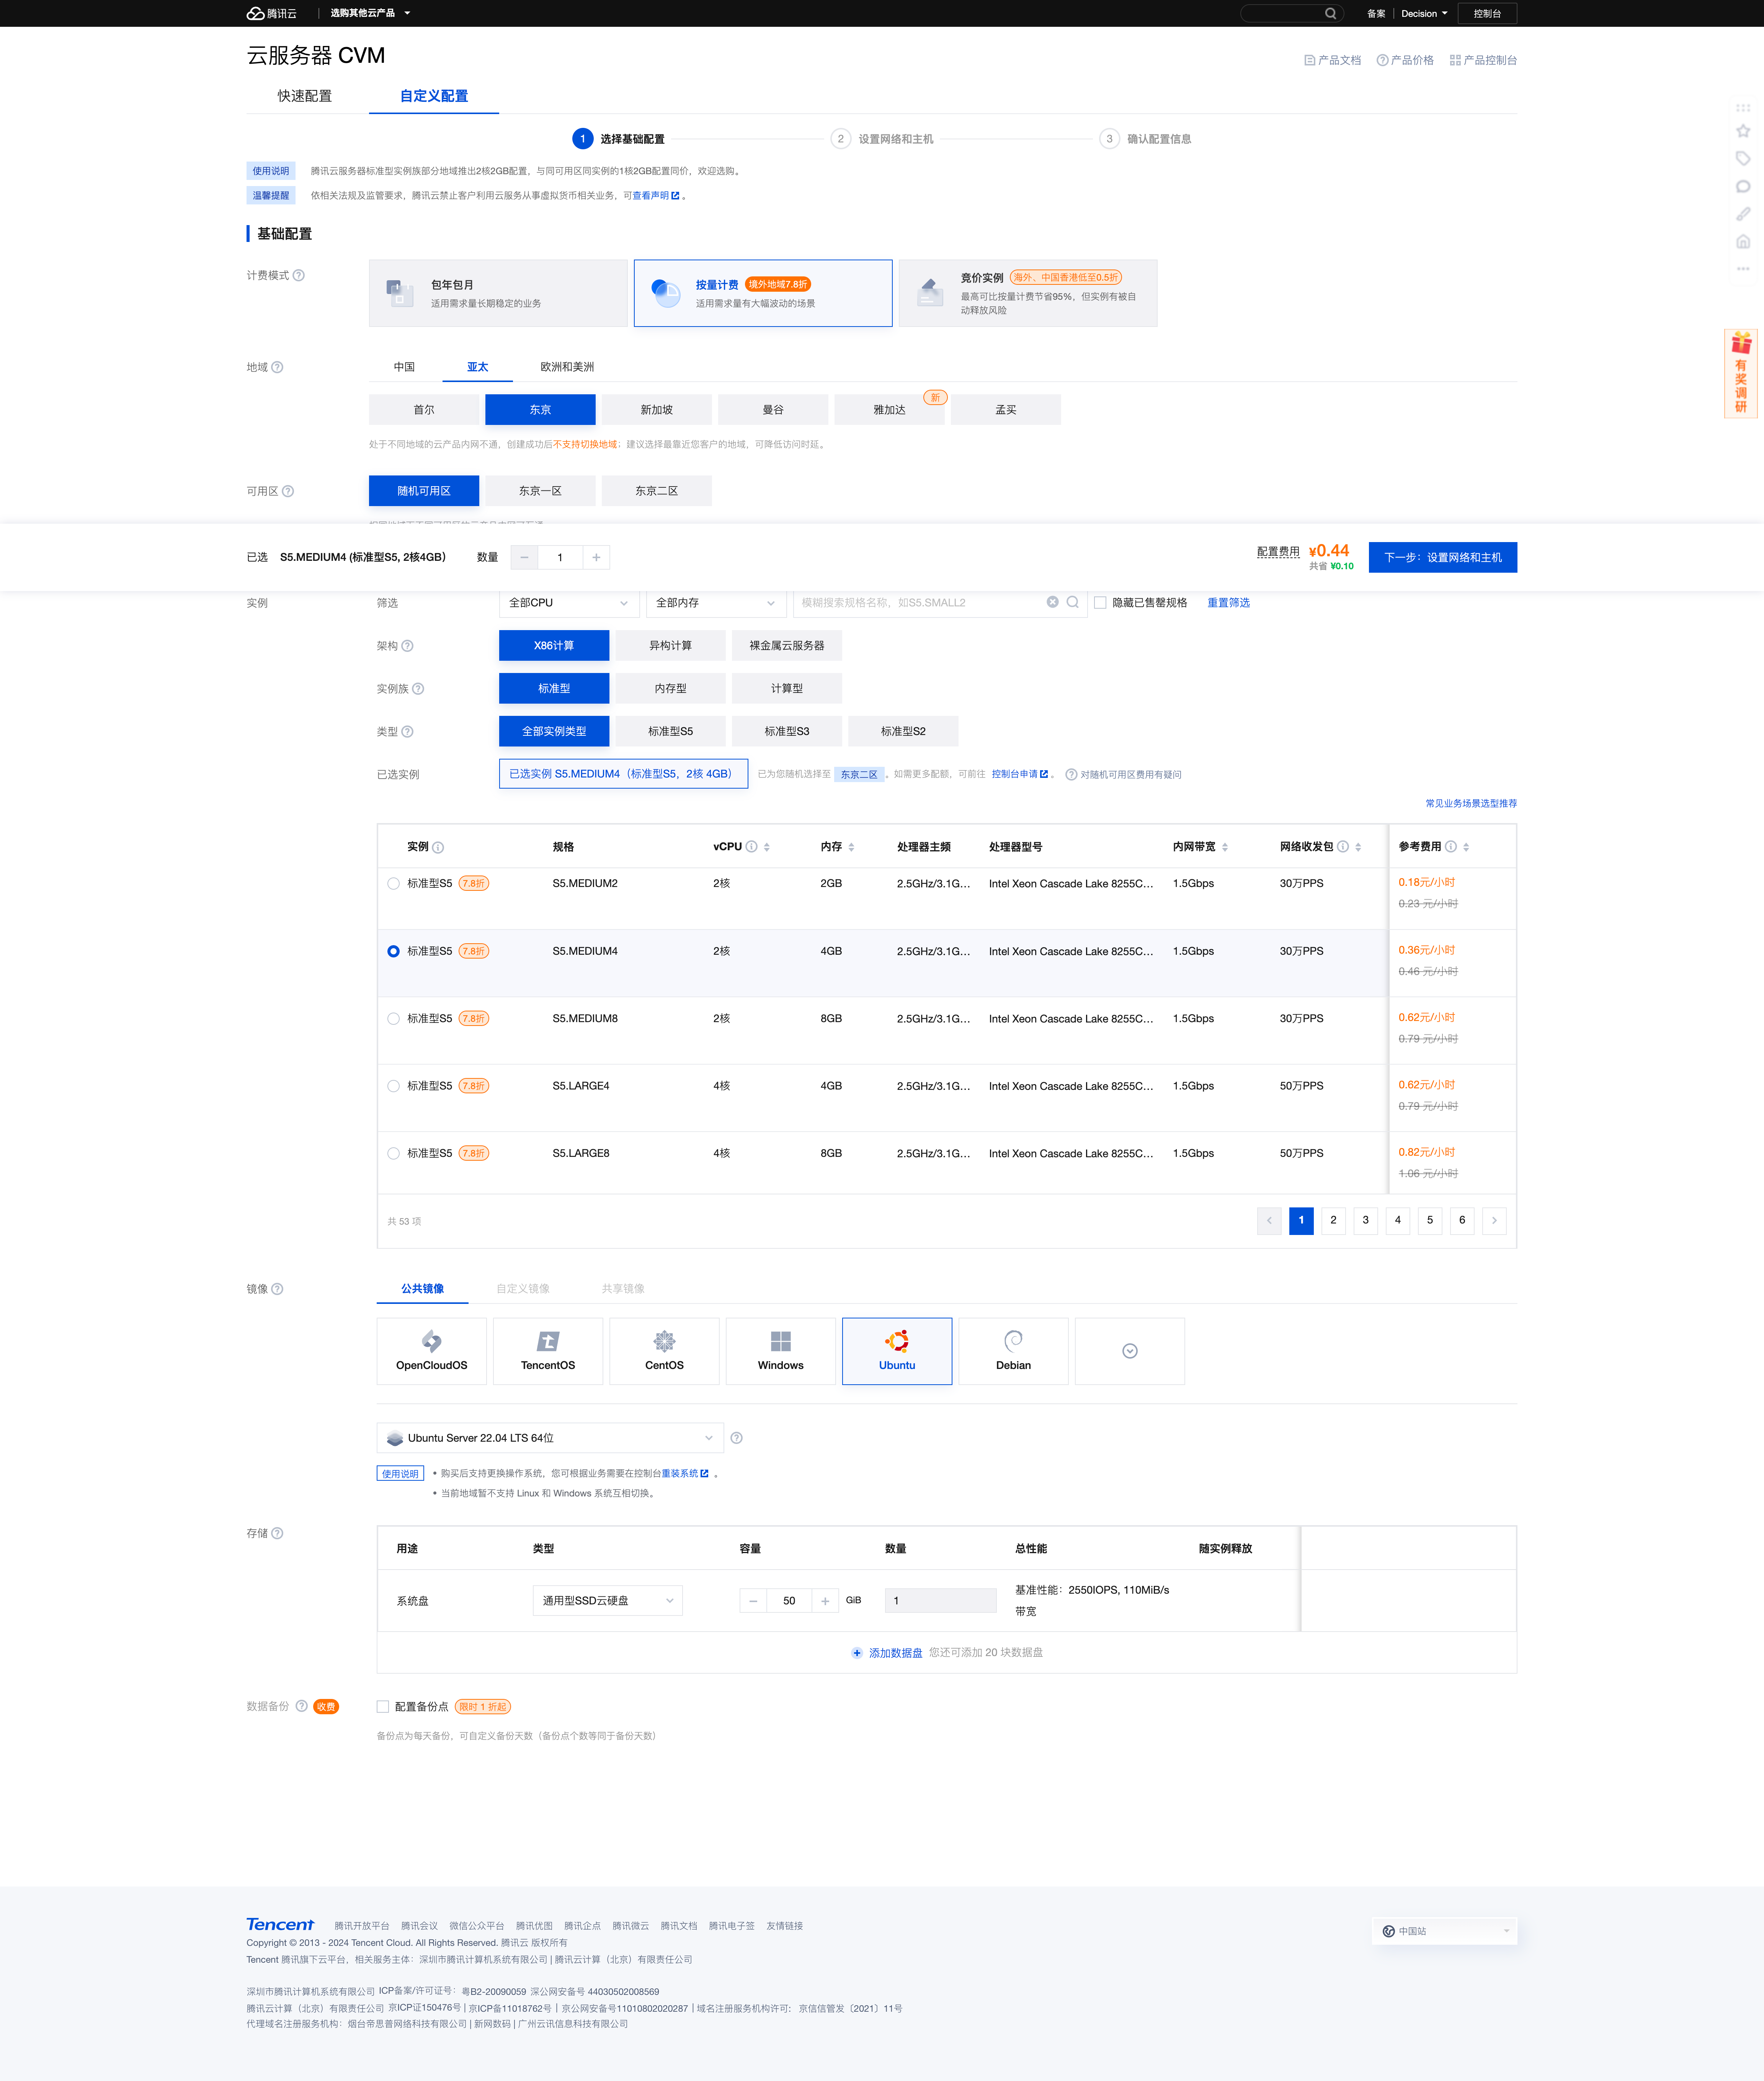 腾讯云
选购其他云产品
备案
Decision
控制台
云服务器 CVM
产品文档
产品价格
产品控制台
快速配置
自定义配置
1 选择基础配置
2 设置网络和主机
3 确认配置信息
使用说明 腾讯云服务器标准型实例族部分地域推出2核2GB配置，与同可用区同实例的1核2GB配置同价，欢迎选购。
温馨提醒 依相关法规及监管要求，腾讯云禁止客户利用云服务从事虚拟货币相关业务，可查看声明。
基础配置
计费模式
包年包月
适用需求量长期稳定的业务
按量计费 境外地域7.8折
适用需求量有大幅波动的场景
竞价实例 海外、中国香港低至0.5折
最高可比按量计费节省95%，但实例有被自
动释放风险
地域
中国 亚太 欧洲和美洲
首尔 东京 新加坡 曼谷 雅加达 新 孟买
处于不同地域的云产品内网不通，创建成功后不支持切换地域；建议选择最靠近您客户的地域，可降低访问时延。
可用区
随机可用区 东京一区 东京二区
已选 S5.MEDIUM4 (标准型S5, 2核4GB) 数量 1
配置费用 ¥0.44
共省 ¥0.10
下一步：设置网络和主机
实例 筛选 全部CPU 全部内存 模糊搜索规格名称，如S5.SMALL2 隐藏已售罄规格 重置筛选
架构 X86计算 异构计算 裸金属云服务器
实例族 标准型 内存型 计算型
类型 全部实例类型 标准型S5 标准型S3 标准型S2
已选实例 已选实例 S5.MEDIUM4（标准型S5，2核 4GB） 已为您随机选择至 东京二区 。如需更多配额，可前往 控制台申请 。 对随机可用区费用有疑问
常见业务场景选型推荐
实例 规格 vCPU 内存 处理器主频 处理器型号 内网带宽 网络收发包 参考费用
标准型S5 7.8折 S5.MEDIUM2 2核 2GB 2.5GHz/3.1G... Intel Xeon Cascade Lake 8255C... 1.5Gbps 30万PPS 0.18元/小时
0.23 元/小时
标准型S5 7.8折 S5.MEDIUM4 2核 4GB 2.5GHz/3.1G... Intel Xeon Cascade Lake 8255C... 1.5Gbps 30万PPS 0.36元/小时
0.46 元/小时
标准型S5 7.8折 S5.MEDIUM8 2核 8GB 2.5GHz/3.1G... Intel Xeon Cascade Lake 8255C... 1.5Gbps 30万PPS 0.62元/小时
0.79 元/小时
标准型S5 7.8折 S5.LARGE4 4核 4GB 2.5GHz/3.1G... Intel Xeon Cascade Lake 8255C... 1.5Gbps 50万PPS 0.62元/小时
0.79 元/小时
标准型S5 7.8折 S5.LARGE8 4核 8GB 2.5GHz/3.1G... Intel Xeon Cascade Lake 8255C... 1.5Gbps 50万PPS 0.82元/小时
1.06 元/小时
共 53 项
1 2 3 4 5 6
镜像
公共镜像 自定义镜像 共享镜像
OpenCloudOS TencentOS CentOS Windows Ubuntu Debian
Ubuntu Server 22.04 LTS 64位
使用说明 • 购买后支持更换操作系统，您可根据业务需要在控制台重装系统 。
• 当前地域暂不支持 Linux 和 Windows 系统互相切换。
存储
用途 类型 容量 数量 总性能 随实例释放
系统盘 通用型SSD云硬盘 50 GiB 1 基准性能：2550IOPS, 110MiB/s
带宽
添加数据盘 您还可添加 20 块数据盘
数据备份 收费 配置备份点 限时 1 折起
备份点为每天备份，可自定义备份天数（备份点个数等同于备份天数）
有奖调研
Tencent 腾讯开放平台 腾讯会议 微信公众平台 腾讯优图 腾讯企点 腾讯微云 腾讯文档 腾讯电子签 友情链接
中国站
Copyright © 2013 - 2024 Tencent Cloud. All Rights Reserved. 腾讯云 版权所有
Tencent 腾讯旗下云平台，相关服务主体：深圳市腾讯计算机系统有限公司 | 腾讯云计算（北京）有限责任公司
深圳市腾讯计算机系统有限公司 ICP备案/许可证号： 粤B2-20090059 深公网安备号 44030502008569
腾讯云计算（北京）有限责任公司 京ICP证150476号 | 京ICP备11018762号 | 京公网安备号11010802020287 | 域名注册服务机构许可: 京信信管发〔2021〕11号
代理域名注册服务机构：烟台帝思普网络科技有限公司 | 新网数码 | 广州云讯信息科技有限公司